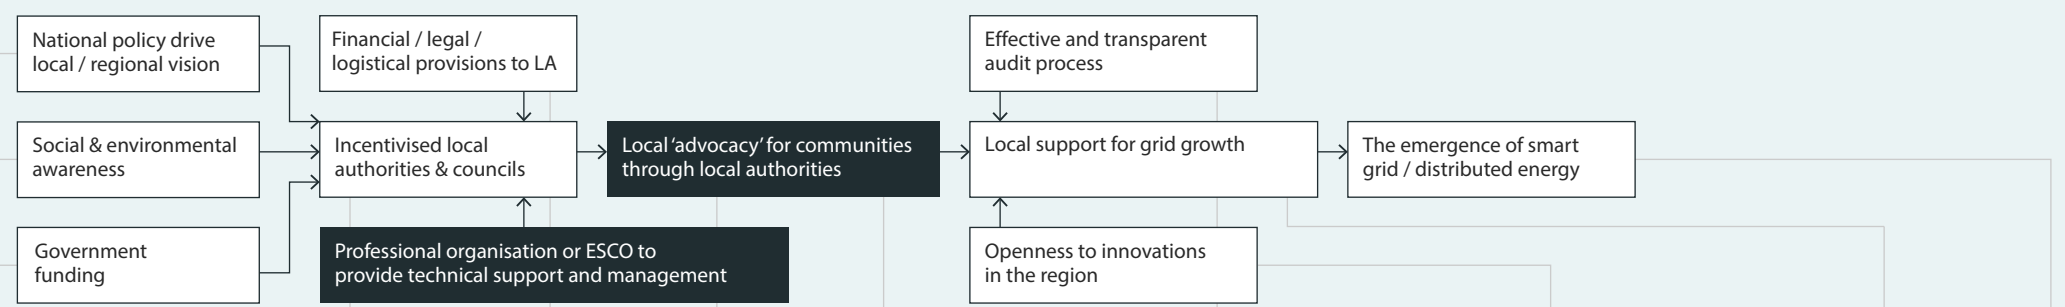 National policy drive
local / regional vision
Financial / legal /
logistical provisions to LA
Effective and transparent
audit process
Social & environmental
awareness
Incentivised local
authorities & councils
Local ‘advocacy’ for communities
through local authorities
Local support for grid growth
The emergence of smart
grid / distributed energy
Government
funding
Professional organisation or ESCO to
provide technical support and management
Openness to innovations
in the region